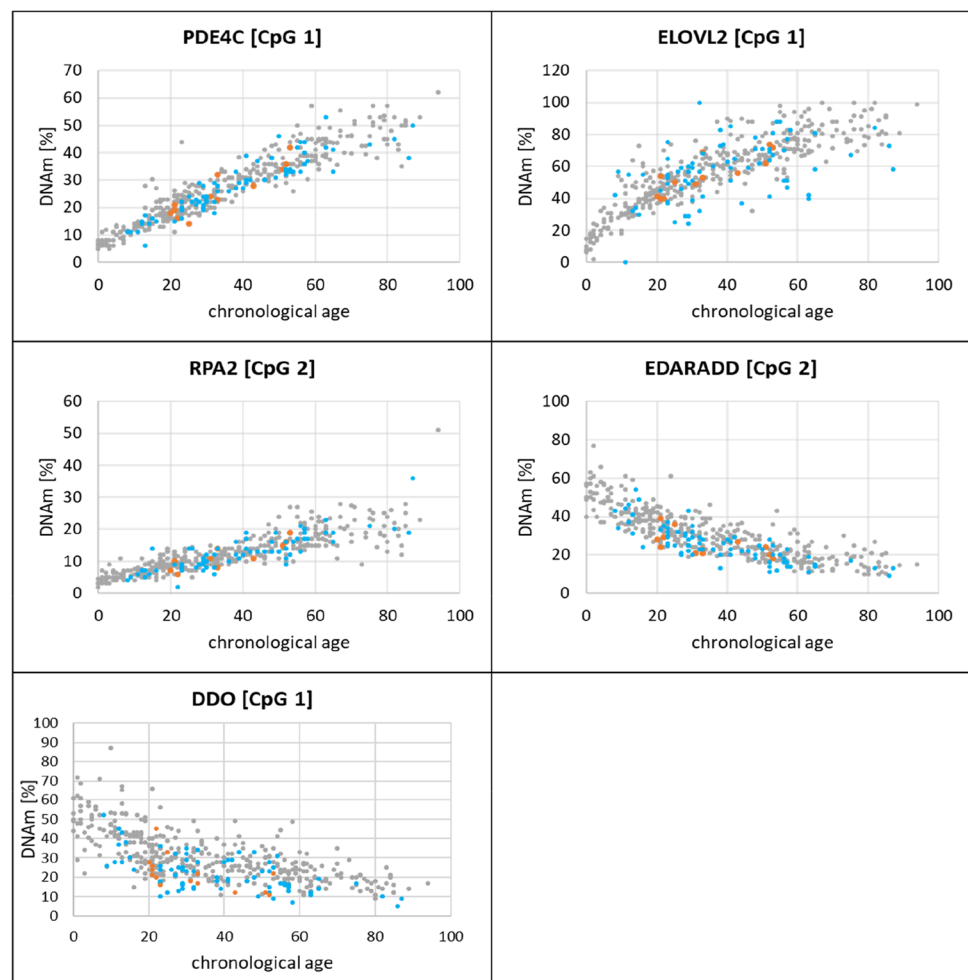 PDE4C [CpG 1]
70
60
50
40
30
20
10
0
DNAm [%]
0 20 40 60 80 100
chronological age
ELOVL2 [CpG 1]
120
100
80
60
40
20
0
DNAm [%]
0 20 40 60 80 100
chronological age
RPA2 [CpG 2]
60
50
40
30
20
10
0
DNAm [%]
0 20 40 60 80 100
chronological age
EDARADD [CpG 2]
100
80
60
40
20
0
DNAm [%]
0 20 40 60 80 100
chronological age
DDO [CpG 1]
100
90
80
70
60
50
40
30
20
10
0
DNAm [%]
0 20 40 60 80 100
chronological age